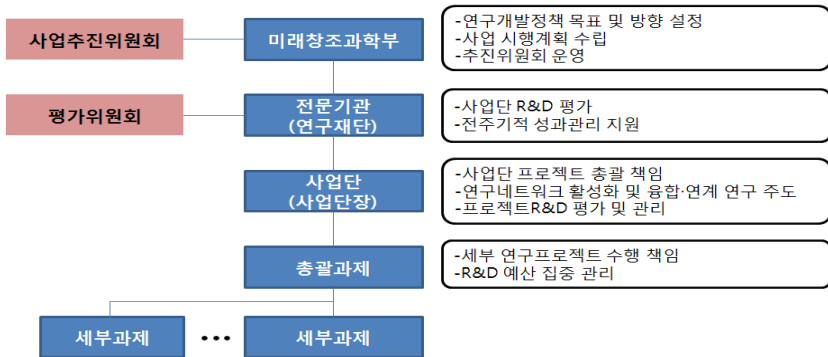 사업추진위원회
미래창조과학부
-연구개발정책 목표 및 방향 설정
-사업 시행계획 수립
-추진위원회 운영
평가위원회
전문기관
(연구재단)
-사업단 R&D 평가
-전주기적 성과관리 지원
사업단
(사업단장)
-사업단 프로젝트 총괄 책임
-연구네트워크 활성화 및 융합·연계 연구 주도
-프로젝트R&D 평가 및 관리
총괄과제
-세부 연구프로젝트 수행 책임
-R&D 예산 집중 관리
세부과제
•••
세부과제